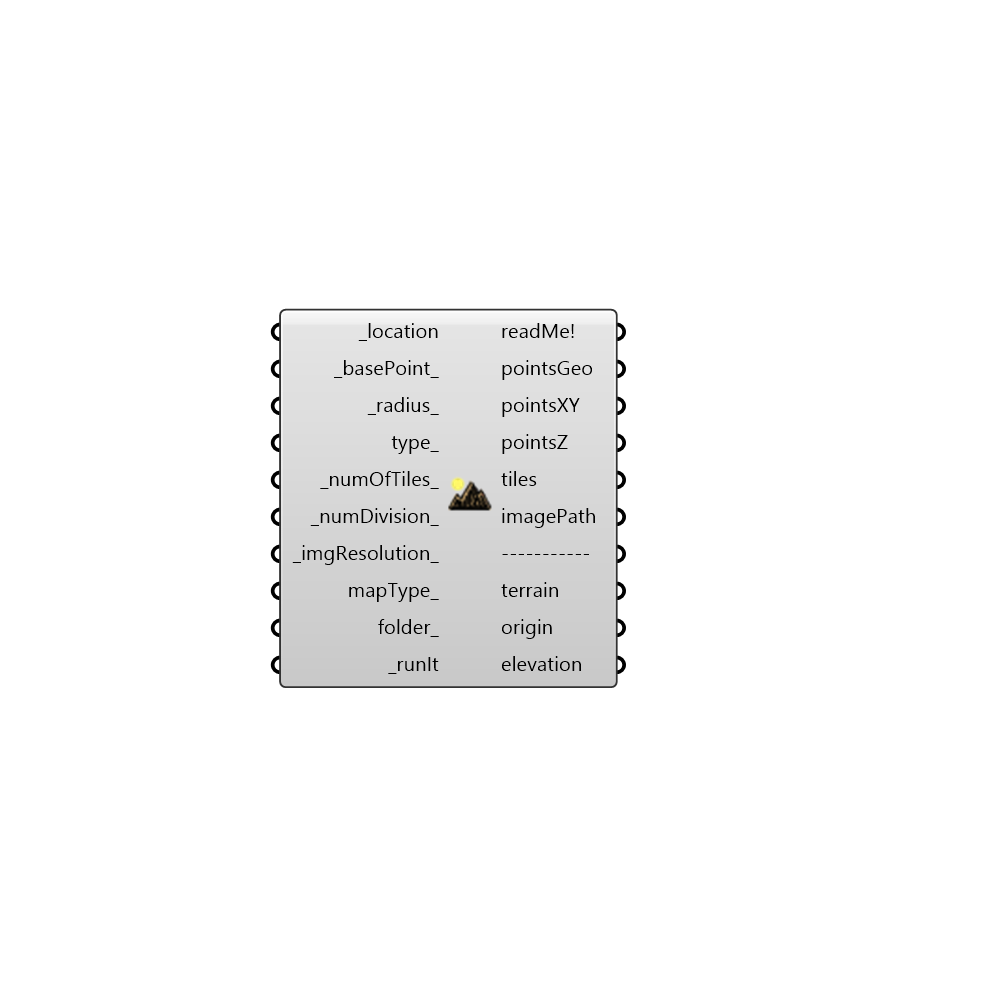 _location readMe!
_basePoint_ pointsGeo
_radius_ pointsXY
type_ pointsZ
_numOfTiles_ tiles
_numDivision_ imagePath
_imgResolution_ -----------
mapType_ terrain
folder_ origin
_runIt elevation